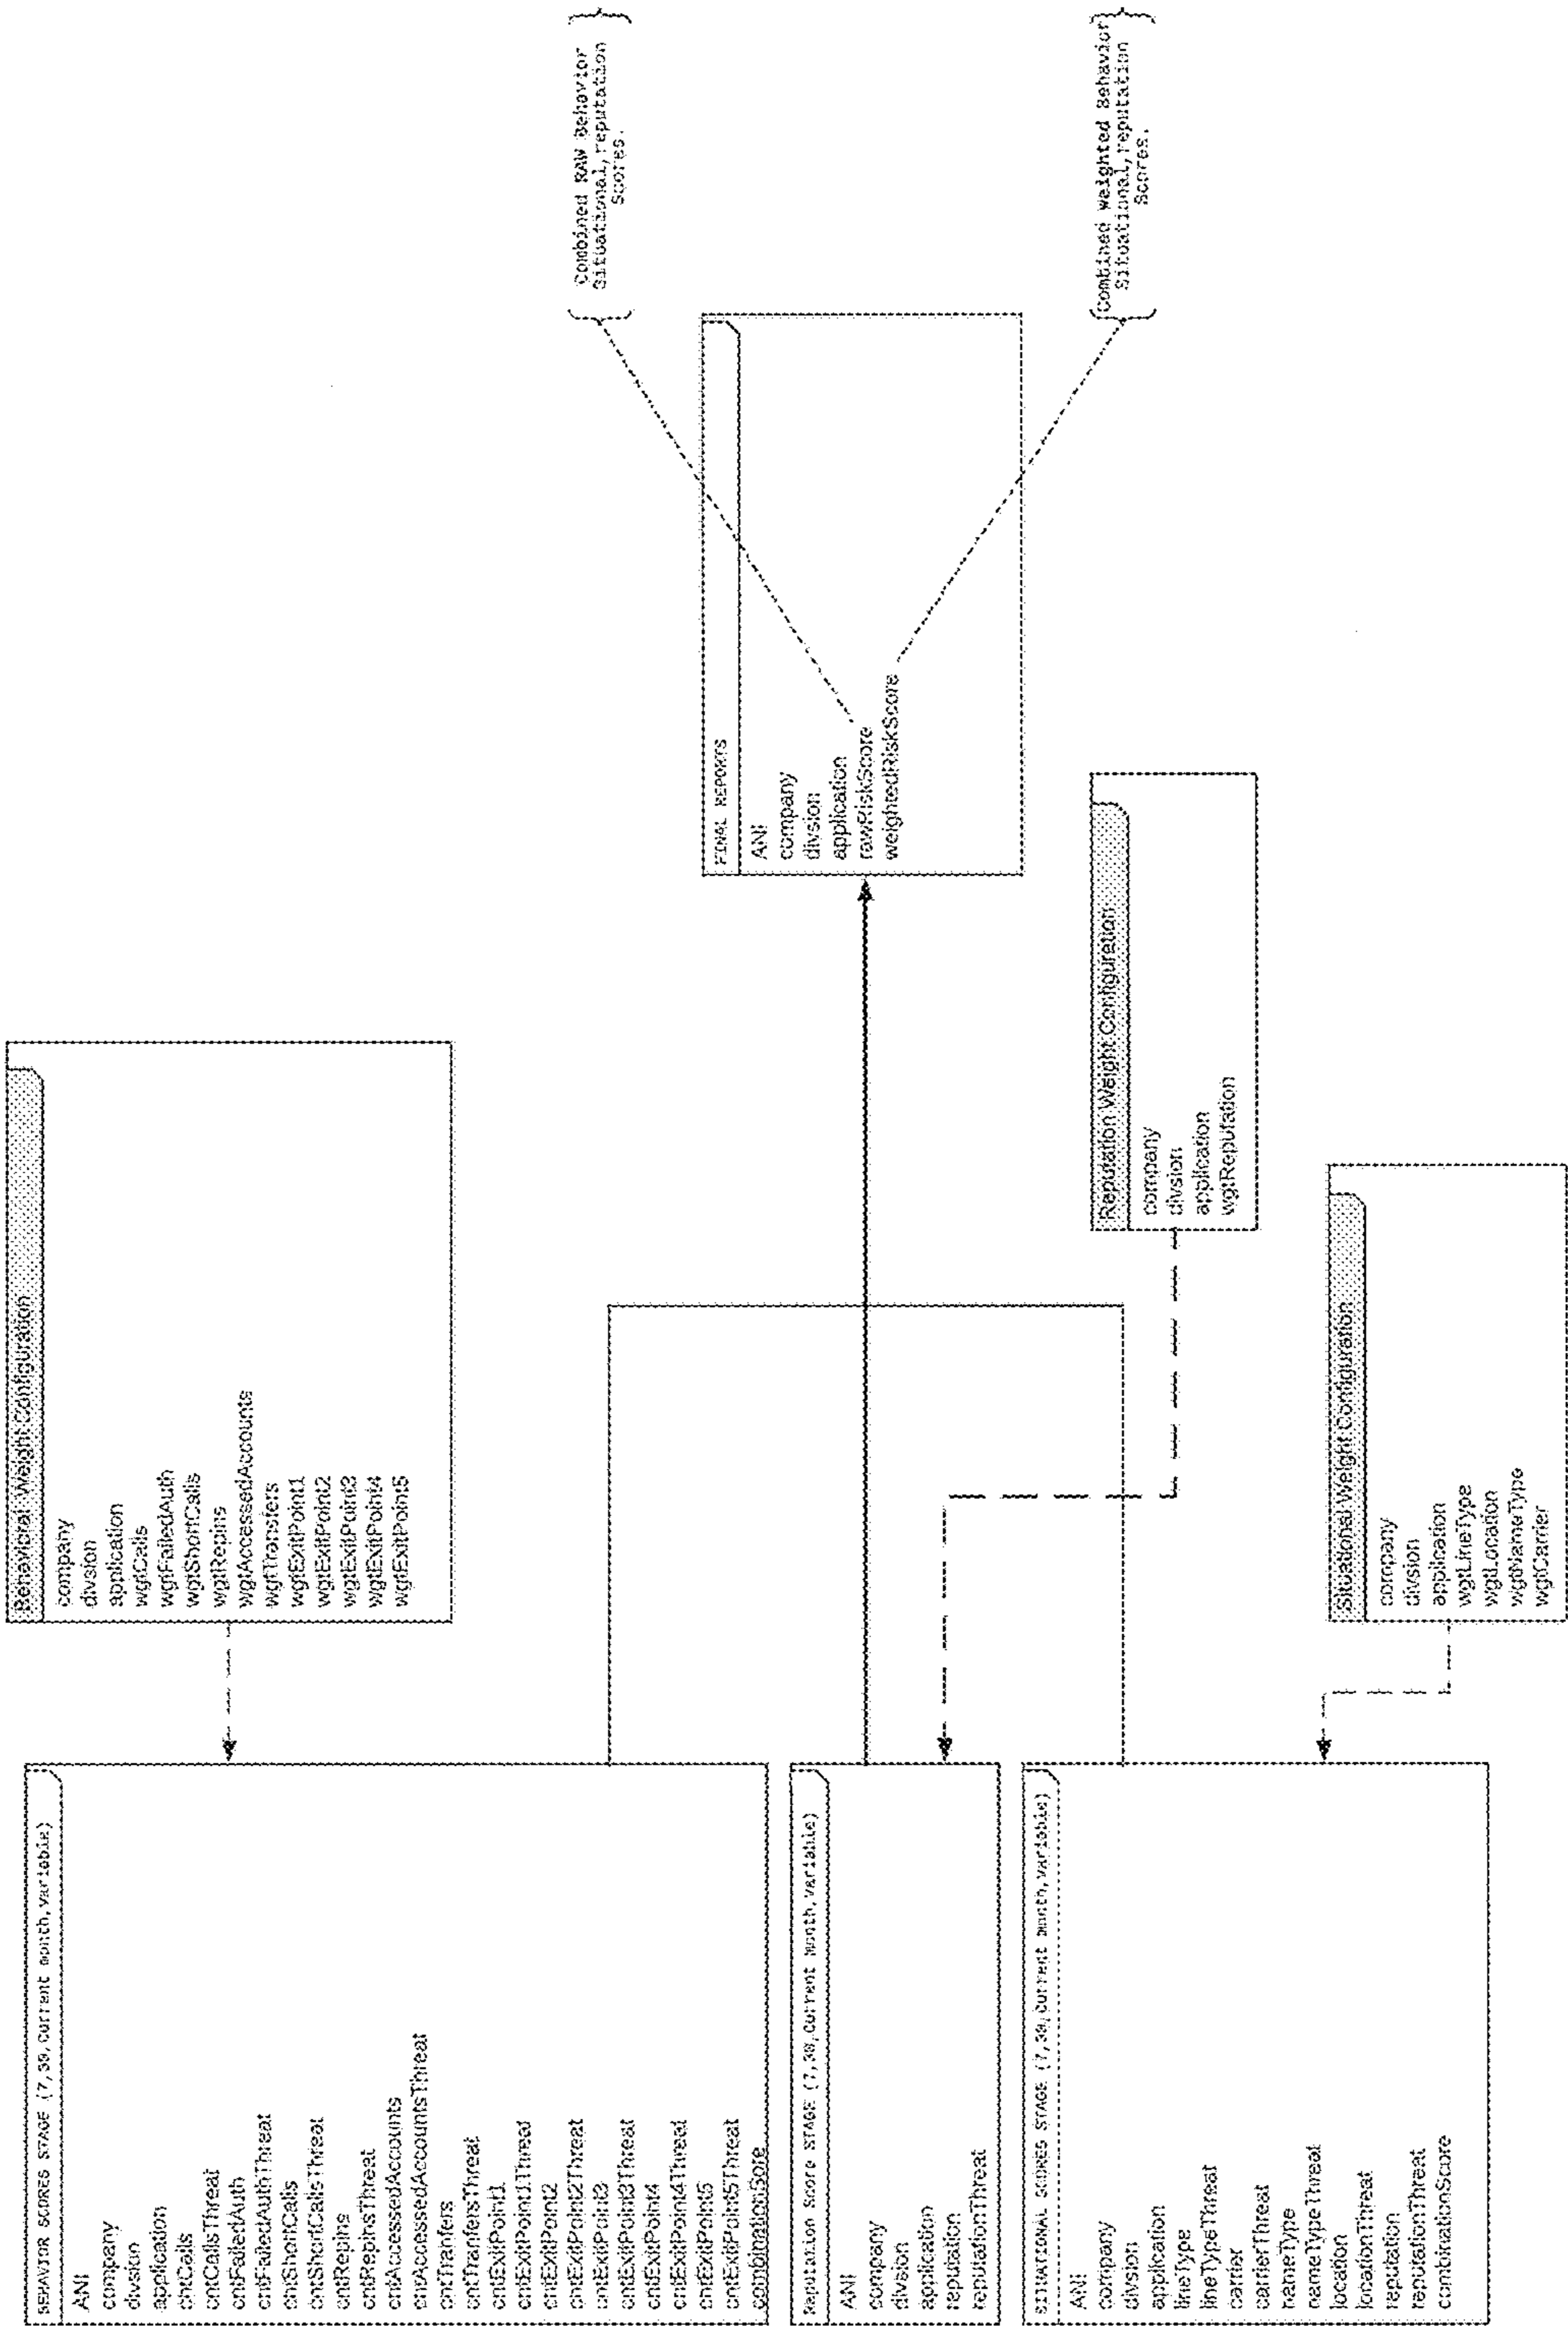 BEHAVIOR SCORES STAGE (7,30,Current month,variable)
ANI
company
divsion
application
cntCalls
cntCallsThreat
cntFailedAuth
cntFailedAuthThreat
cntShortCalls
cntShortCallsThreat
cntRepins
cntRepinsThreat
cntAccessedAccounts
cntAccessedAccountsThreat
cntTranfers
cntTranfersThreat
cntExitPoint1
cntExitPoint1Threat
cntExitPoint2
cntExitPoint2Threat
cntExitPoint3
cntExitPoint3Threat
cntExitPoint4
cntExitPoint4Threat
cntExitPoint5
cntExitPoint5Threat
combinationSore
Reputation Score STAGE (7,30,Current Month,variable)
ANI
company
division
application
reputation
reputationThreat
SITUATIONAL SCORES STAGE (7,30,Current month,variable)
ANI
company
division
application
lineType
lineTypeThreat
carrier
carrierThreat
nameType
nameTypeThreat
location
locationThreat
reputation
reputationThreat
combinationScore
Behavioral Weight Configuration
company
divsion
application
wgtCalls
wgtFailedAuth
wgtShortCalls
wgtRepins
wgtAccessedAccounts
wgtTransfers
wgtExitPoint1
wgtExitPoint2
wgtExitPoint3
wgtExitPoint4
wgtExitPoint5
Reputation Weight Configuration
company
divsion
application
wgtReputation
Situational Weight Configuration
company
divsion
application
wgtLineType
wgtLocation
wgtNameType
wgtCarrier
FINAL REPORTS
ANI
company
divsion
application
rawRiskScore
weightedRiskScore
Combined RAW Behavior
Situational,reputation
Scores.
Combined weighted Behavior
Situational,reputation
Scores.